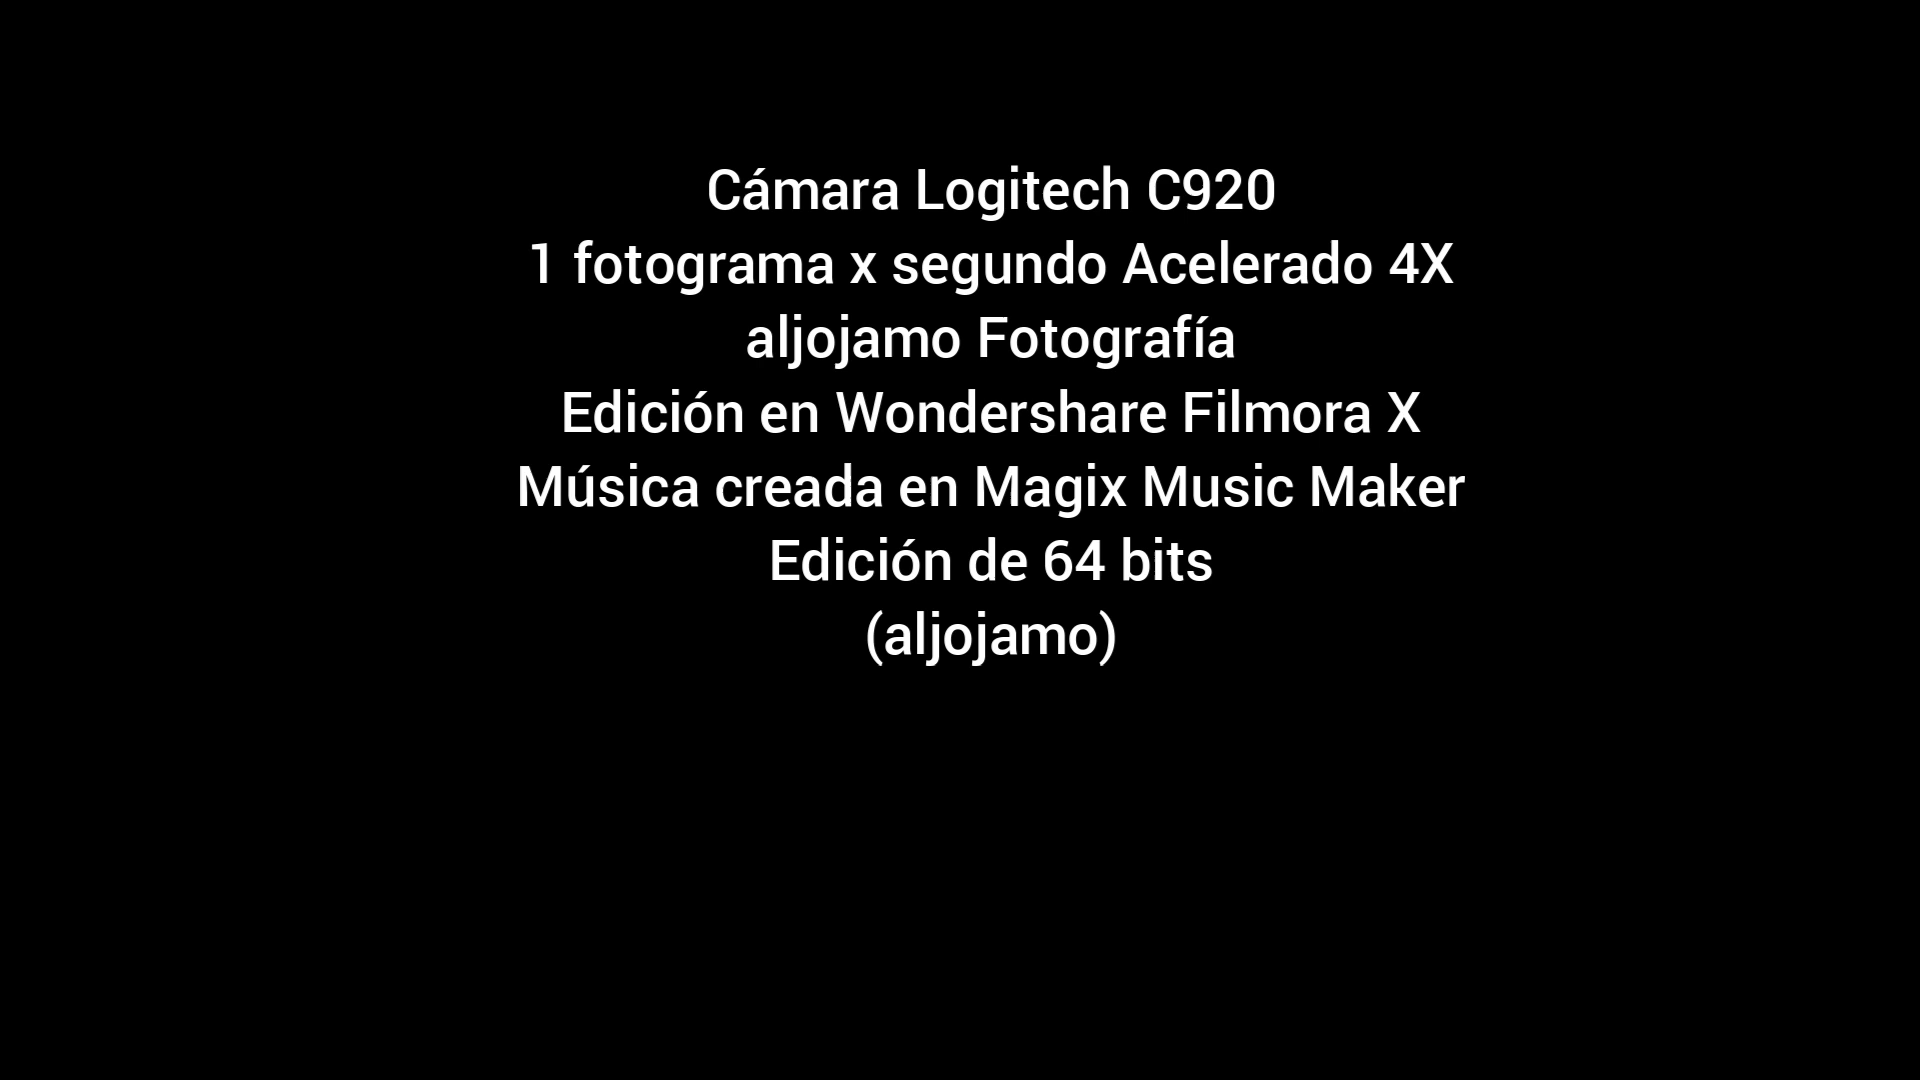 Cámara Logitech C920
1 fotograma x segundo Acelerado 4X
aljojamo Fotografía
Edición en Wondershare Filmora X
Música creada en Magix Music Maker
Edición de 64 bits
(aljojamo)